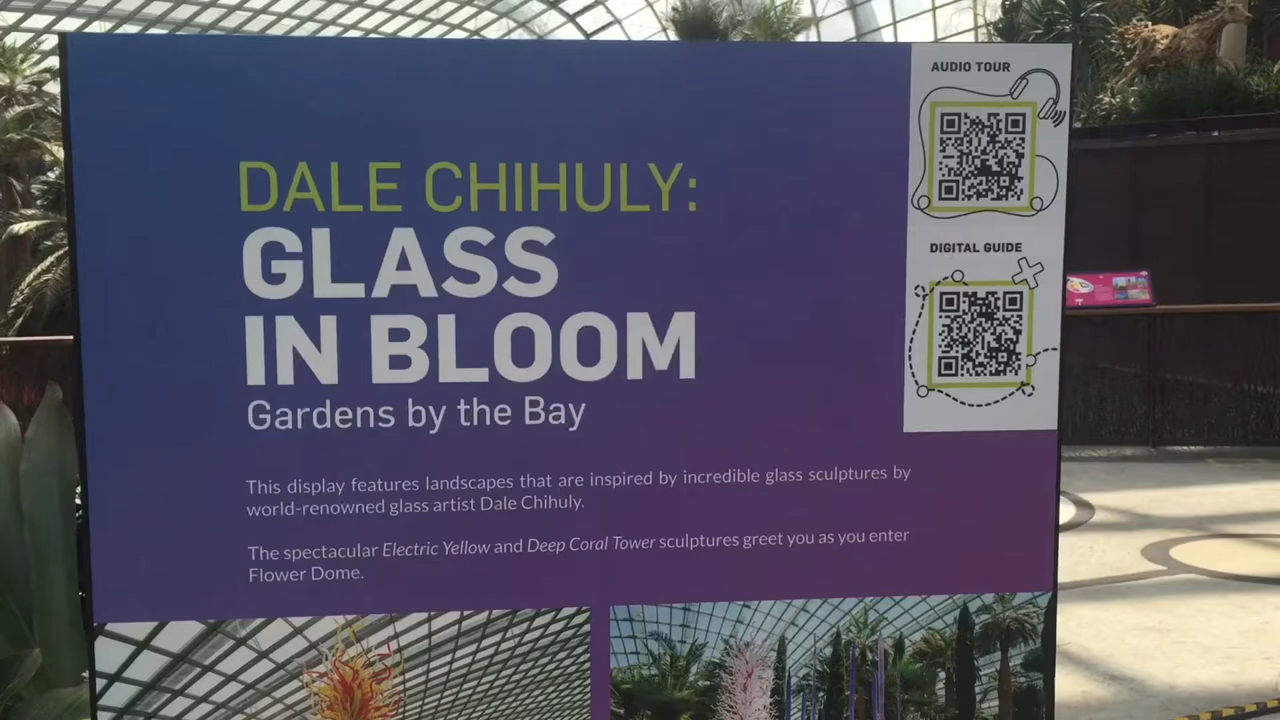 DALE CHIHULY:
GLASS
IN BLOOM
Gardens by the Bay
This display features landscapes that are inspired by incredible glass sculptures by
world-renowned glass artist Dale Chihuly.
The spectacular Electric Yellow and Deep Coral Tower sculptures greet you as you enter
Flower Dome.
AUDIO TOUR
DIGITAL GUIDE